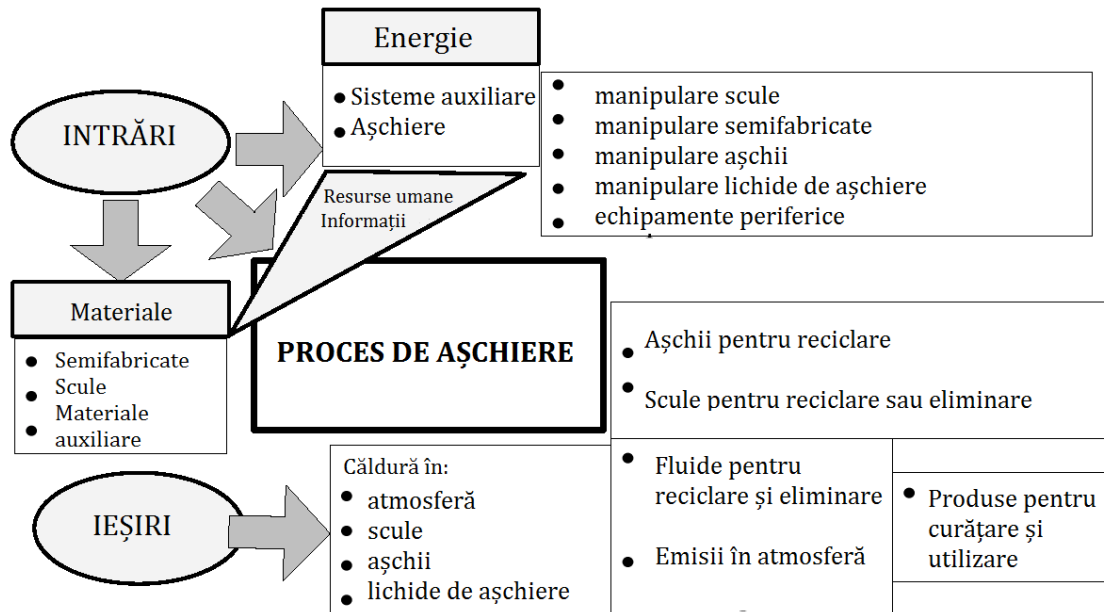 Energie
• Sisteme auxiliare
• Așchiere
• manipulare scule
• manipulare semifabricate
• manipulare așchii
• manipulare lichide de așchiere
• echipamente periferice
INTRĂRI
Resurse umane
Informații
Materiale
• Semifabricate
• Scule
Materiale
• auxiliare
PROCES DE AȘCHIERE
• Așchii pentru reciclare
• Scule pentru reciclare sau eliminare
IEȘIRI
Căldură în:
• atmosferă
• scule
• așchii
• lichide de așchiere
• Fluide pentru
reciclare și eliminare
• Emisii în atmosferă
• Produse pentru
curățare și
utilizare